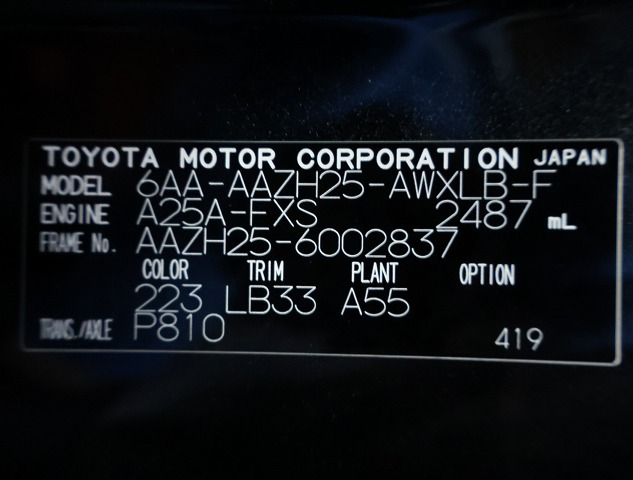 TOYOTA MOTOR CORPORATION JAPAN
MODEL 6AA-AAZH25-AWXLB-F
ENGINE A25A-FXS 2487 mL
FRAME No. AAZH25-6002837
COLOR TRIM PLANT OPTION
223 LB33 A55
TRANS./AXLE P810 419